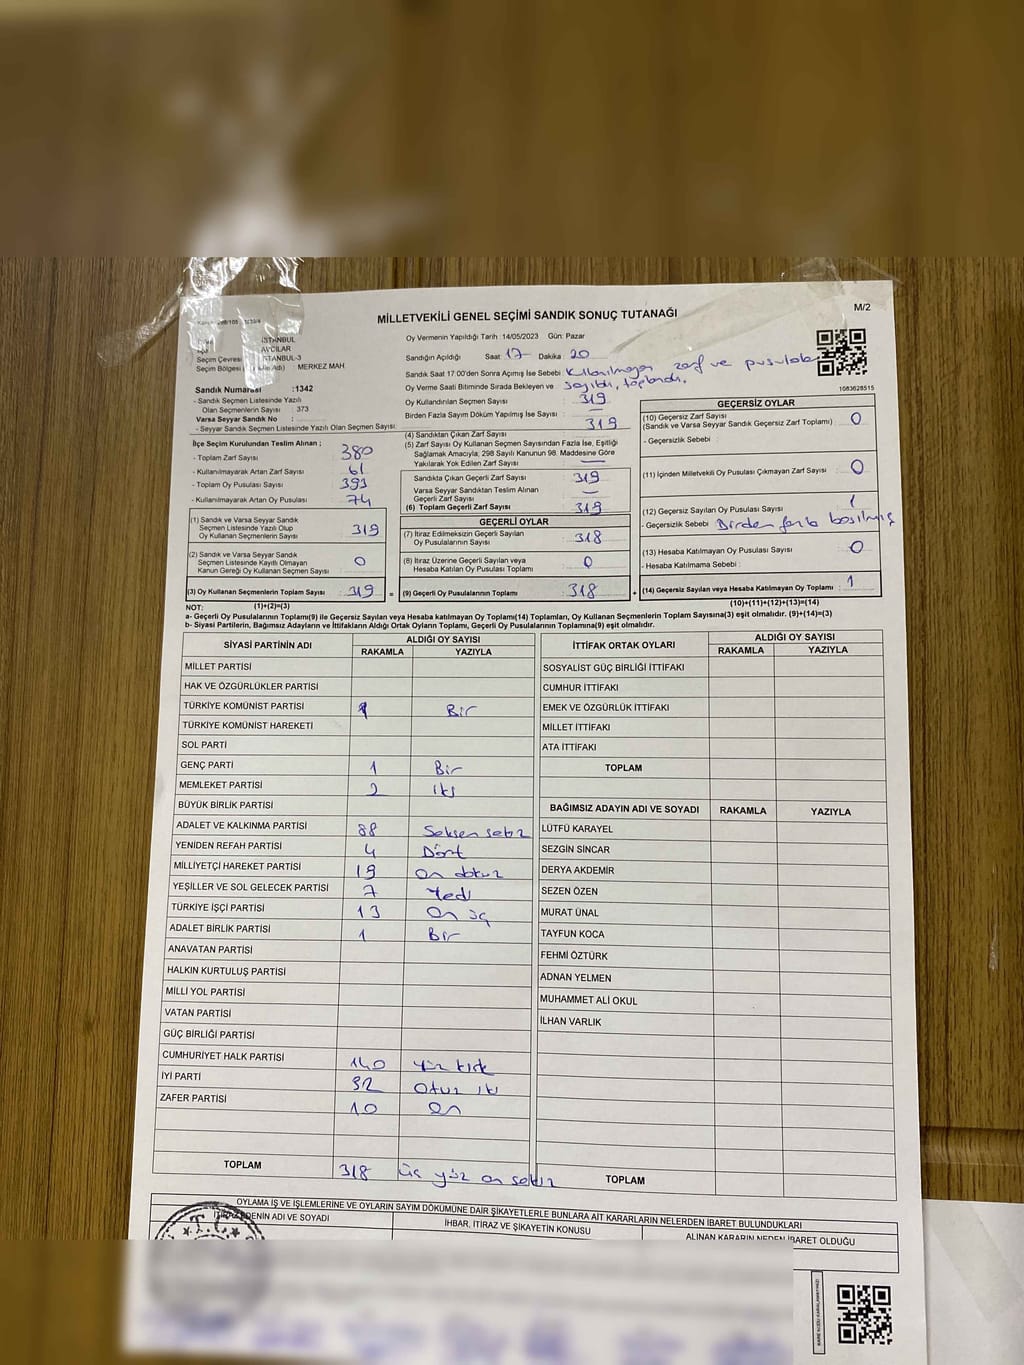 MİLLETVEKİLİ GENEL SEÇİMİ SANDIK SONUÇ TUTANAĞI
M/2
İSTANBUL
AVCILAR
Seçim Çevresi İSTANBUL-3
Seçim Bölgesi MERKEZ MAH
Sandık Numarası :1342
- Sandık Seçmen Listesinde Yazılı
Olan Seçmenlerin Sayısı : 373
Varsa Seyyar Sandık No :
- Seyyar Sandık Seçmen Listesinde Yazılı Olan Seçmen Sayısı:
Oy Vermenin Yapıldığı Tarih : 14/05/2023 Gün: Pazar
Sandığın Açıldığı Saat 17 Dakika 20
Sandık Saat 17:00'den Sonra Açılmış İse Sebebi : Kullanılmayan zarf ve pusulalar
Oy Verme Saati Bitiminde Sırada Bekleyen ve : sayıldı, toplandı.
Oy Kullandırılan Seçmen Sayısı : 319
Birden Fazla Sayım Döküm Yapılmış İse Sayısı : —
1083628515
İlçe Seçim Kurulundan Teslim Alınan ;
- Toplam Zarf Sayısı : 380
- Kullanılmayarak Artan Zarf Sayısı : 61
- Toplam Oy Pusulası Sayısı : 393
- Kullanılmayarak Artan Oy Pusulası : 74
(1) Sandık ve Varsa Seyyar Sandık
Seçmen Listesinde Yazılı Olup
Oy Kullanan Seçmenlerin Sayısı : 319
(2) Sandık ve Varsa Seyyar Sandık
Seçmen Listesinde Kayıtlı Olmayan
Kanun Gereği Oy Kullanan Seçmen Sayısı : 0
(3) Oy Kullanan Seçmenlerin Toplam Sayısı : 319 =
(1)+(2)=(3)
(4) Sandıktan Çıkan Zarf Sayısı : 319
(5) Zarf Sayısı Oy Kullanan Seçmen Sayısından Fazla İse, Eşitliği
Sağlamak Amacıyla, 298 Sayılı Kanunun 98. Maddesine Göre
Yakılarak Yok Edilen Zarf Sayısı : —
Sandıkta Çıkan Geçerli Zarf Sayısı : 319
Varsa Seyyar Sandıktan Teslim Alınan
Geçerli Zarf Sayısı : —
(6) Toplam Geçerli Zarf Sayısı : 319
GEÇERLİ OYLAR
(7) İtiraz Edilmeksizin Geçerli Sayılan
Oy Pusulalarının Sayısı : 318
(8) İtiraz Üzerine Geçerli Sayılan veya
Hesaba Katılan Oy Pusulası Toplamı : 0
(9) Geçerli Oy Pusulalarının Toplamı : 318 +
GEÇERSİZ OYLAR
(10) Geçersiz Zarf Sayısı : 0
(Sandık ve Varsa Seyyar Sandık Geçersiz Zarf Toplamı)
- Geçersizlik Sebebi :
(11) İçinden Milletvekili Oy Pusulası Çıkmayan Zarf Sayısı : 0
(12) Geçersiz Sayılan Oy Pusulası Sayısı : 1
- Geçersizlik Sebebi : Birden fazla basılmış
(13) Hesaba Katılmayan Oy Pusulası Sayısı : 0
- Hesaba Katılmama Sebebi :
(14) Geçersiz Sayılan veya Hesaba Katılmayan Oy Toplamı : 1
(10)+(11)+(12)+(13)=(14)
NOT:
a- Geçerli Oy Pusulalarının Toplamı(9) ile Geçersiz Sayılan veya Hesaba katılmayan Oy Toplamı(14) Toplamları, Oy Kullanan Seçmenlerin Toplam Sayısına(3) eşit olmalıdır. (9)+(14)=(3)
b- Siyasi Partilerin, Bağımsız Adayların ve İttifakların Aldığı Ortak Oyların Toplamı, Geçerli Oy Pusulalarının Toplamına(9) eşit olmalıdır.
SİYASİ PARTİNİN ADI ALDIĞI OY SAYISI
RAKAMLA YAZIYLA
MİLLET PARTİSİ
HAK VE ÖZGÜRLÜKLER PARTİSİ
TÜRKİYE KOMÜNİST PARTİSİ 1 Bir
TÜRKİYE KOMÜNİST HAREKETİ
SOL PARTİ
GENÇ PARTİ 1 Bir
MEMLEKET PARTİSİ 2 iki
BÜYÜK BİRLİK PARTİSİ
ADALET VE KALKINMA PARTİSİ 88 Seksen sekiz
YENİDEN REFAH PARTİSİ 4 Dört
MİLLİYETÇİ HAREKET PARTİSİ 19 on dokuz
YEŞİLLER VE SOL GELECEK PARTİSİ 7 Yedi
TÜRKİYE İŞÇİ PARTİSİ 13 On üç
ADALET BİRLİK PARTİSİ 1 Bir
ANAVATAN PARTİSİ
HALKIN KURTULUŞ PARTİSİ
MİLLİ YOL PARTİSİ
VATAN PARTİSİ
GÜÇ BİRLİĞİ PARTİSİ
CUMHURİYET HALK PARTİSİ 140 yüz kırk
İYİ PARTİ 32 Otuz iki
ZAFER PARTİSİ 10 On
TOPLAM 318 üç yüz on sekiz
İTTİFAK ORTAK OYLARI ALDIĞI OY SAYISI
RAKAMLA YAZIYLA
SOSYALİST GÜÇ BİRLİĞİ İTTİFAKI
CUMHUR İTTİFAKI
EMEK VE ÖZGÜRLÜK İTTİFAKI
MİLLET İTTİFAKI
ATA İTTİFAKI
TOPLAM
BAĞIMSIZ ADAYIN ADI VE SOYADI RAKAMLA YAZIYLA
LÜTFÜ KARAYEL
SEZGİN SİNCAR
DERYA AKDEMİR
SEZEN ÖZEN
MURAT ÜNAL
TAYFUN KOCA
FEHMİ ÖZTÜRK
ADNAN YELMEN
MUHAMMET ALİ OKUL
İLHAN VARLIK
TOPLAM
OYLAMA İŞ VE İŞLEMLERİNE VE OYLARIN SAYIM DÖKÜMÜNE DAİR ŞİKAYETLERLE BUNLARA AİT KARARLARIN NELERDEN İBARET BULUNDUKLARI
İTİRAZ EDENİN ADI VE SOYADI İHBAR, İTİRAZ VE ŞİKAYETİN KONUSU ALINAN KARARIN NEDEN İBARET OLDUĞU
T.C.